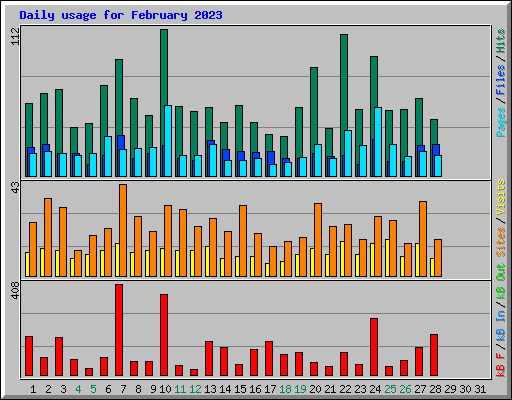 Daily usage for February 2023
112
Pages / Files / Hits
43
kB F / kB In / kB Out Sites / Visits
408
1 2 3 4 5 6 7 8 9 10 11 12 13 14 15 16 17 18 19 20 21 22 23 24 25 26 27 28 29 30 31